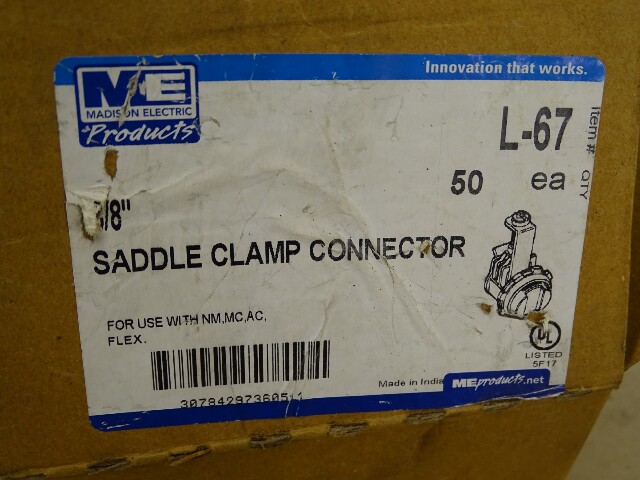 Innovation that works.
ME
MADISON ELECTRIC
Products
L-67
Item #
50 ea
QTY
/8"
SADDLE CLAMP CONNECTOR
FOR USE WITH NM,MC,AC,
FLEX.
UL
LISTED
5F17
Made in India
MEproducts.net